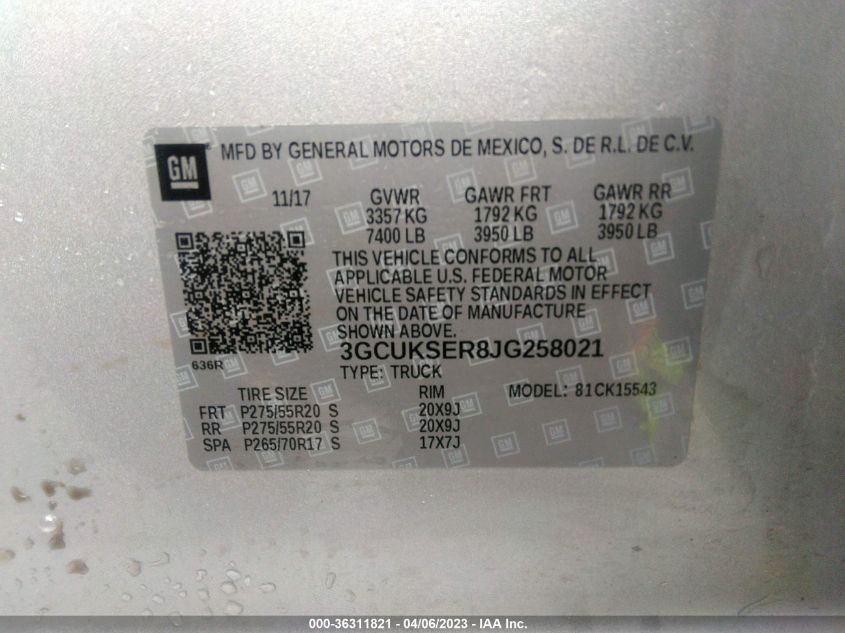 GM
MFD BY GENERAL MOTORS DE MEXICO, S. DE R.L. DE C.V.
11/17 GVWR GAWR FRT GAWR RR
3357 KG 1792 KG 1792 KG
7400 LB 3950 LB 3950 LB
THIS VEHICLE CONFORMS TO ALL
APPLICABLE U.S. FEDERAL MOTOR
VEHICLE SAFETY STANDARDS IN EFFECT
ON THE DATE OF MANUFACTURE
SHOWN ABOVE.
3GCUKSER8JG258021
636R
TYPE: TRUCK
TIRE SIZE RIM MODEL: 81CK15543
FRT P275/55R20 S 20X9J
RR P275/55R20 S 20X9J
SPA P265/70R17 S 17X7J
000-36311821 - 04/06/2023 - © IAA Inc.